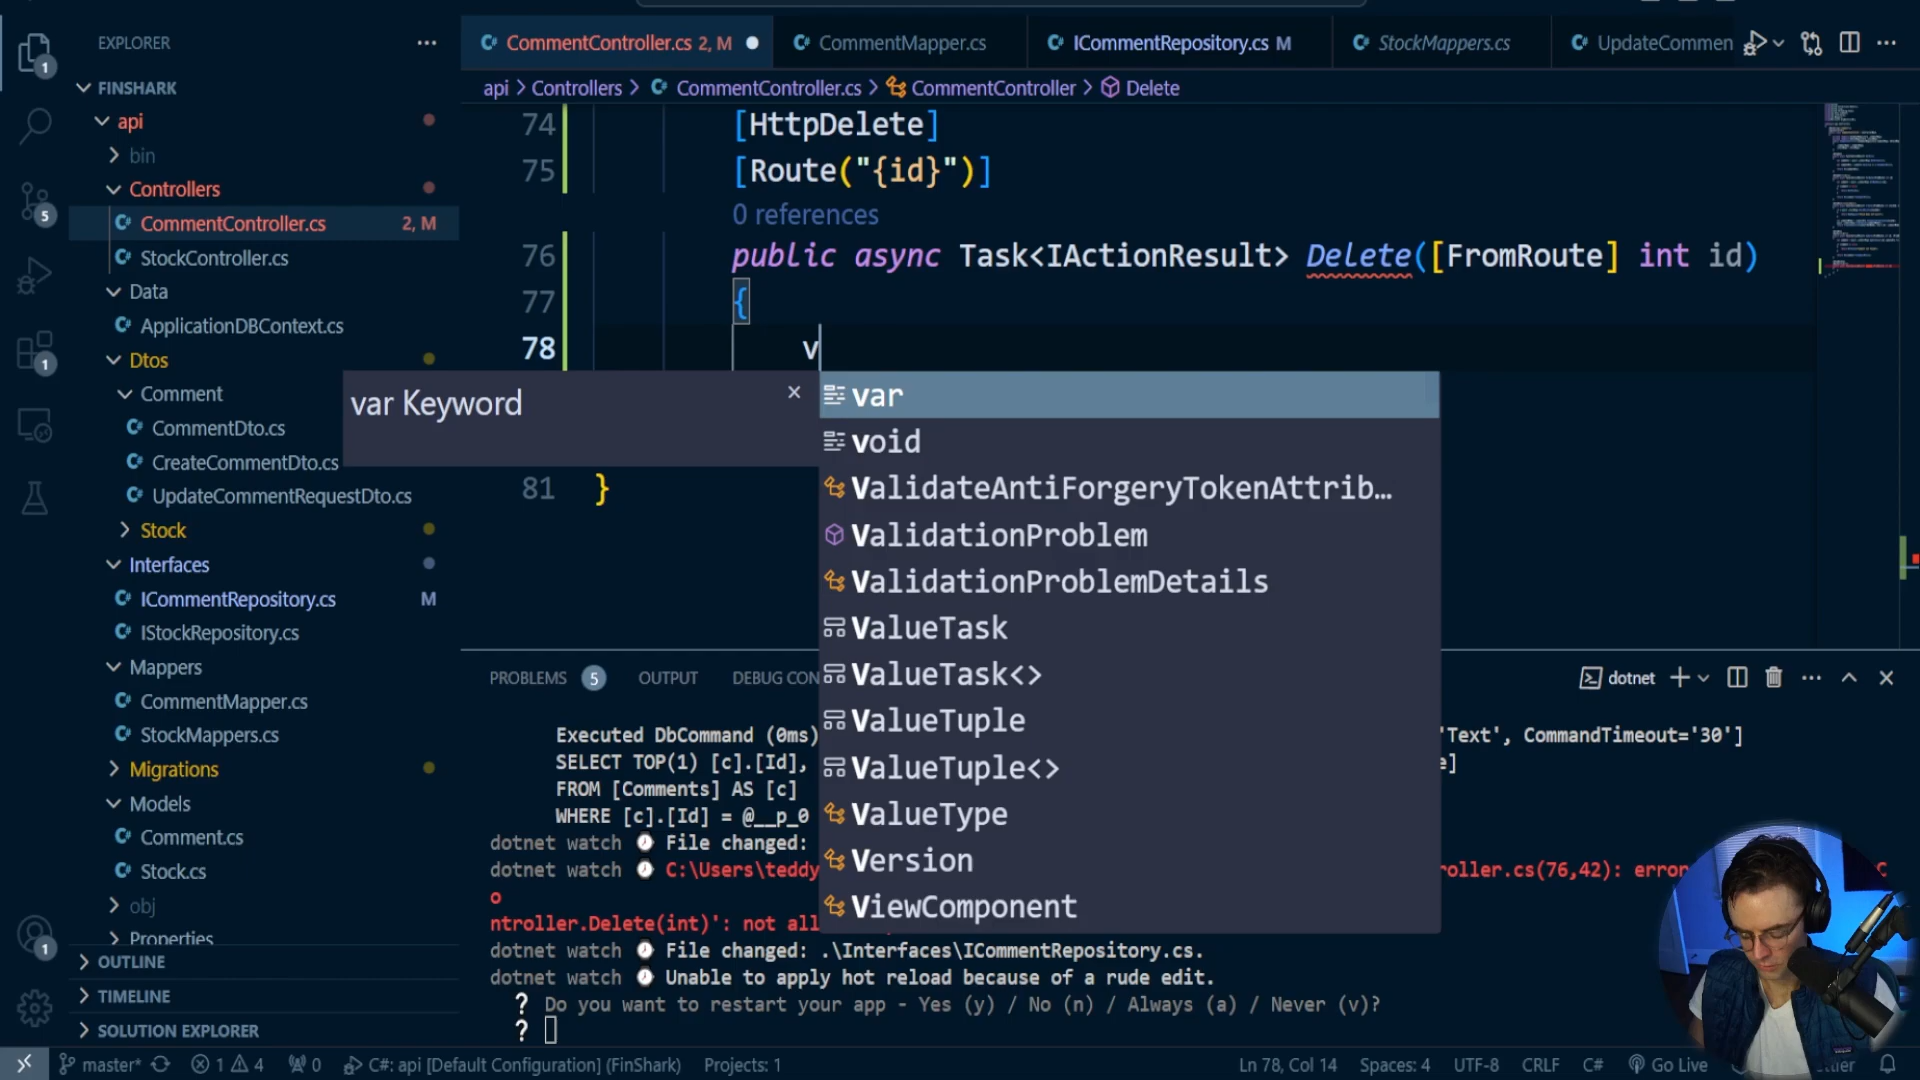 EXPLORER
FINSHARK
api
bin
Controllers
CommentController.cs 2, M
StockController.cs
Data
ApplicationDBContext.cs
Dtos
Comment
CommentDto.cs
CreateCommentDto.cs
UpdateCommentRequestDto.cs
Stock
Interfaces
ICommentRepository.cs M
IStockRepository.cs
Mappers
CommentMapper.cs
StockMappers.cs
Migrations
Models
Comment.cs
Stock.cs
obj
Properties
OUTLINE
TIMELINE
SOLUTION EXPLORER
1
5
1
1
CommentController.cs 2, M
CommentMapper.cs
ICommentRepository.cs M
StockMappers.cs
UpdateCommen
api > Controllers > CommentController.cs > CommentController > Delete
74 [HttpDelete]
75 [Route("{id}")]
0 references
76 public async Task<IActionResult> Delete([FromRoute] int id)
77 {
78 v
81 }
var Keyword
var
void
ValidateAntiForgeryTokenAttrib…
ValidationProblem
ValidationProblemDetails
ValueTask
ValueTask<>
ValueTuple
ValueTuple<>
ValueType
Version
ViewComponent
PROBLEMS 5 OUTPUT DEBUG CON
dotnet
Executed DbCommand (0ms) 'Text', CommandTimeout='30']
SELECT TOP(1) [c].[Id], e]
FROM [Comments] AS [c]
WHERE [c].[Id] = @__p_0
dotnet watch File changed:
dotnet watch C:\Users\teddy roller.cs(76,42): error C
o
ntroller.Delete(int)': not all
dotnet watch File changed: .\Interfaces\ICommentRepository.cs.
dotnet watch Unable to apply hot reload because of a rude edit.
? Do you want to restart your app - Yes (y) / No (n) / Always (a) / Never (v)?
?
master* 1 4 0 C#: api [Default Configuration] (FinShark) Projects: 1 Ln 78, Col 14 Spaces: 4 UTF-8 CRLF C# Go Live